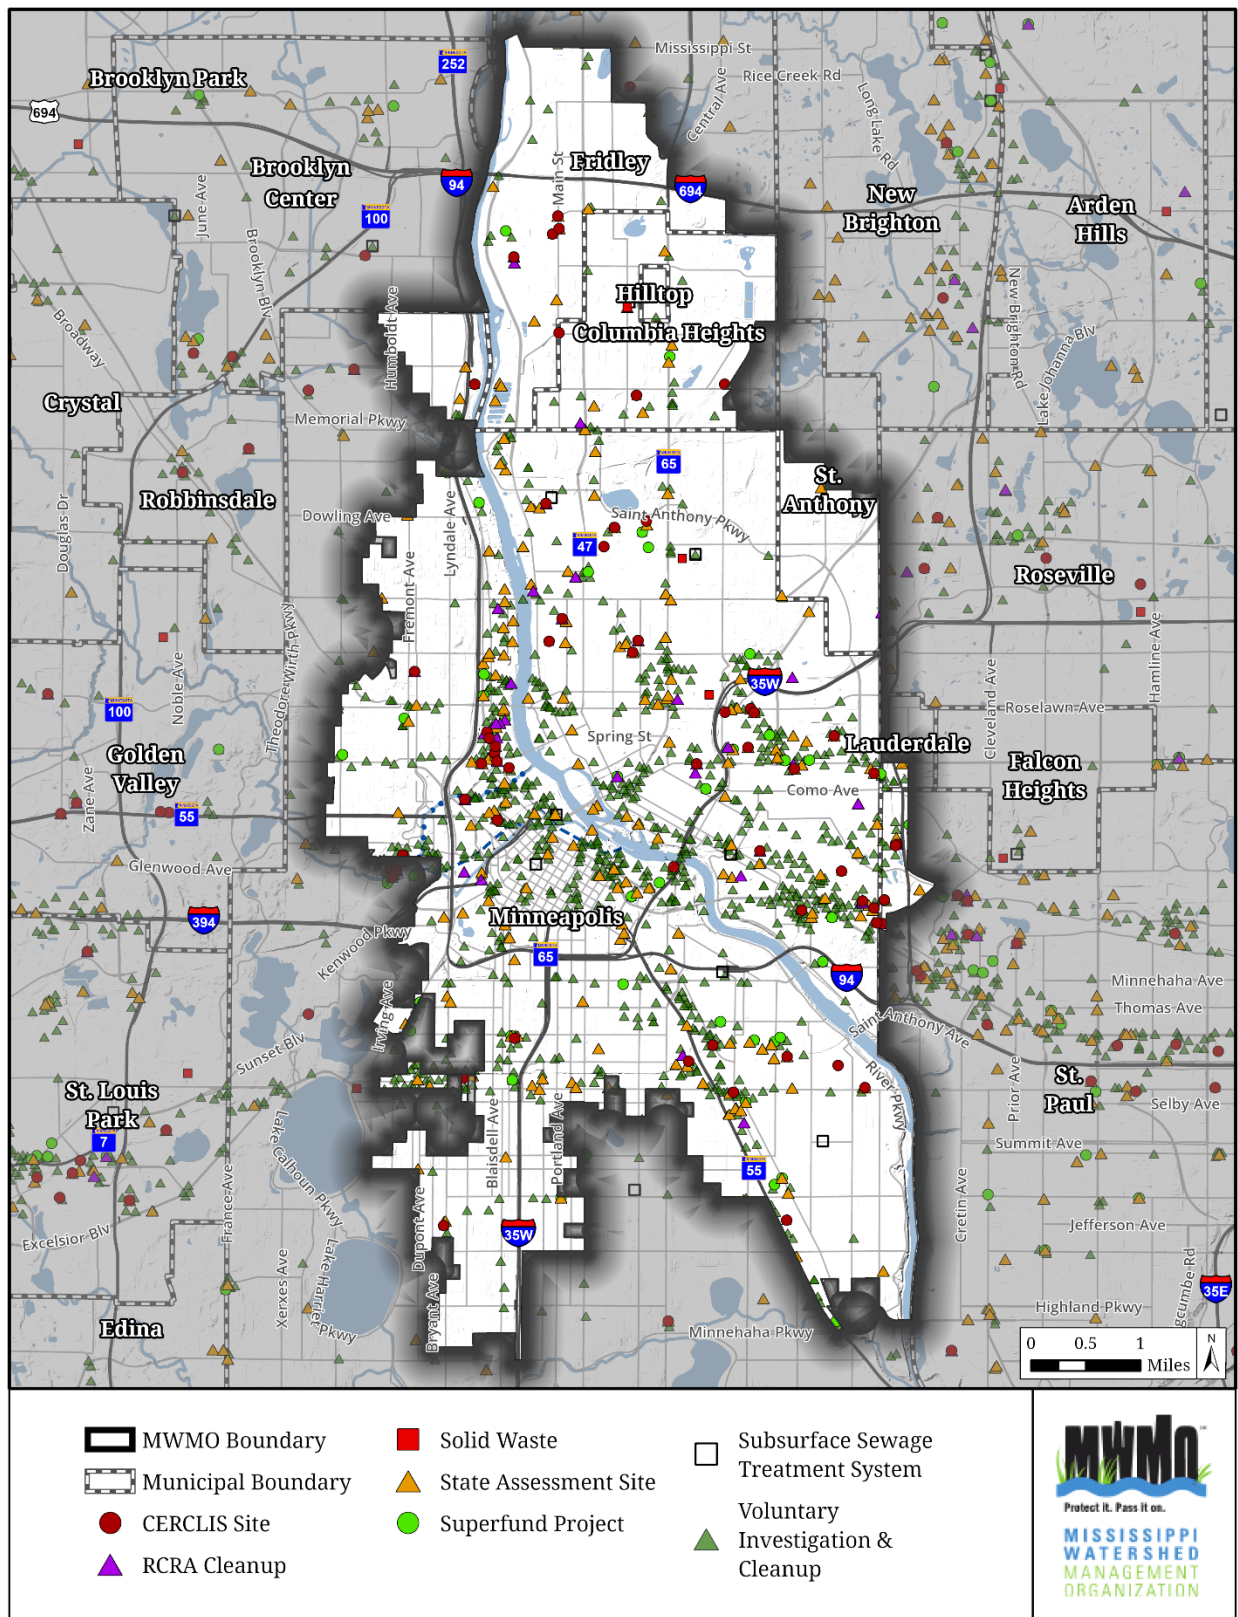 Mississippi St
252
Brooklyn Park
Rice Creek Rd
Central Ave
Long Lake Rd
694
Main St
Fridley
Brooklyn
Center
94
694
June Ave
New
Brighton
Arden
Hills
100
Brooklyn Blv
Broadway
Humboldt Ave
Hilltop
Columbia Heights
New Brighton Rd
Lake Johanna Blv
Crystal
Memorial Pkwy
65
St.
Anthony
Robbinsdale
Dowling Ave
Lyndale Ave
Saint Anthony Pkwy
Douglas Dr
47
Fremont Ave
Roseville
Theodore Wirth Pkwy
Noble Ave
Hamline Ave
35W
Cleveland Ave
100
Roselawn Ave
Spring St
Lauderdale
Golden
Valley
Falcon
Heights
Zane Ave
Como Ave
55
Glenwood Ave
394
Minneapolis
Kenwood Pkwy
65
94
Minnehaha Ave
Thomas Ave
Irving Ave
Saint Anthony Ave
Sunset Blv
River Pkwy
Prior Ave
St. Louis
Park
St.
Paul
Selby Ave
7
Lake Calhoun Pkwy
Blaisdell Ave
Portland Ave
Summit Ave
55
France Ave
Dupont Ave
Cretin Ave
Excelsior Blv
35W
Jefferson Ave
Xerxes Ave
Lake Harriet Pkwy
Bryant Ave
gcumbe Rd
35E
Edina
Minnehaha Pkwy
Highland Pkwy
0 .5 1
Miles
N
MWMO Boundary
Municipal Boundary
CERCLIS Site
RCRA Cleanup
Solid Waste
State Assessment Site
Superfund Project
Subsurface Sewage
Treatment System
Voluntary
Investigation &
Cleanup
MWMO
Protect it. Pass it on.
MISSISSIPPI
WATERSHED
MANAGEMENT
ORGANIZATION